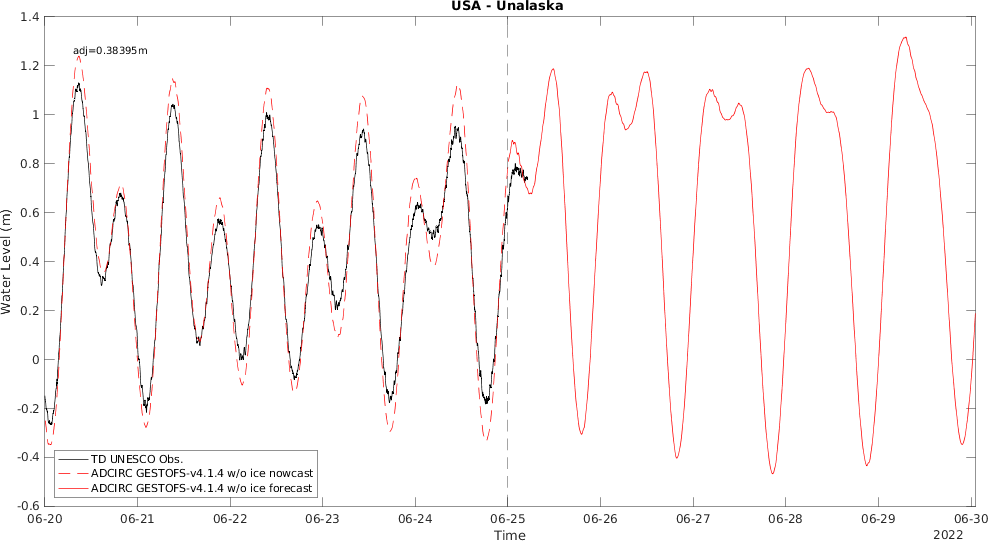 USA - Unalaska
adj=0.38395m
Water Level (m)
1.4
1.2
1
0.8
0.6
0.4
0.2
0
-0.2
-0.4
-0.6
TD UNESCO Obs.
ADCIRC GESTOFS-v4.1.4 w/o ice nowcast
ADCIRC GESTOFS-v4.1.4 w/o ice forecast
06-20 06-21 06-22 06-23 06-24 06-25 06-26 06-27 06-28 06-29 06-30
Time
2022